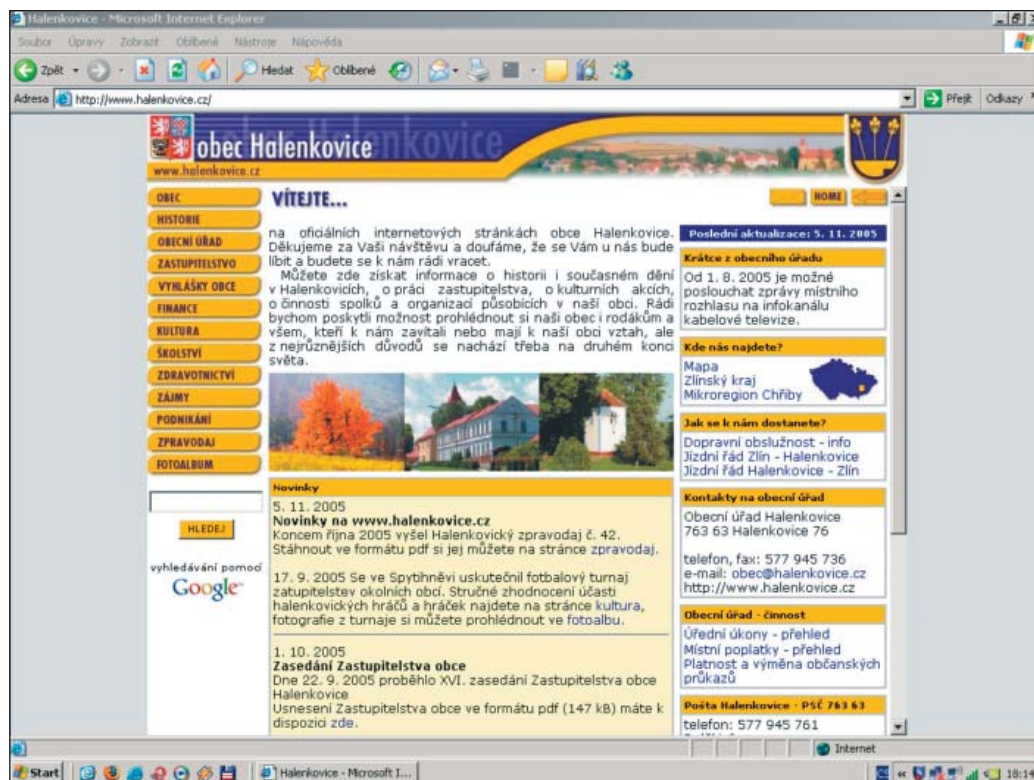 Halenkovice - Microsoft Internet Explorer
Soubor Úpravy Zobrazit Oblíbené Nástroje Nápověda
Zpět Hledat Oblíbené
Adresa http://www.halenkovice.cz/ Přejít Odkazy
obec Halenkovice
www.halenkovice.cz
OBEC
HISTORIE
OBECNÍ ÚŘAD
ZASTUPITELSTVO
VYHLÁŠKY OBCE
FINANCE
KULTURA
ŠKOLSTVÍ
ZDRAVOTNICTVÍ
ZÁJMY
PODNIKÁNÍ
ZPRAVODAJ
FOTOALBUM
HLEDEJ
vyhledávání pomocí
Google
VÍTEJTE...
HOME
na oficiálních internetových stránkách obce Halenkovice.
Děkujeme za Vaši návštěvu a doufáme, že se Vám u nás bude
líbit a budete se k nám rádi vracet.
Můžete zde získat informace o historii i současném dění
v Halenkovicích, o práci zastupitelstva, o kulturních akcích,
o činnosti spolků a organizací působících v naší obci. Rádi
bychom poskytli možnost prohlédnout si naši obec i rodákům a
všem, kteří k nám zavítali nebo mají k naší obci vztah, ale
z nejrůznějších důvodů se nachází třeba na druhém konci
světa.
Novinky
5. 11. 2005
Novinky na www.halenkovice.cz
Koncem října 2005 vyšel Halenkovický zpravodaj č. 42.
Stáhnout ve formátu pdf si jej můžete na stránce zpravodaj.
17. 9. 2005 Se ve Spytihněvi uskutečnil fotbalový turnaj
zatupitelstev okolních obcí. Stručné zhodnocení účasti
halenkovických hráčů a hráček najdete na stránce kultura,
fotografie z turnaje si můžete prohlédnout ve fotoalbu.
1. 10. 2005
Zasedání Zastupitelstva obce
Dne 22. 9. 2005 proběhlo XVI. zasedání Zastupitelstva obce
Halenkovice
Usnesení Zastupitelstva obce ve formátu pdf (147 kB) máte k
dispozici zde.
Poslední aktualizace: 5. 11. 2005
Krátce z obecního úřadu
Od 1. 8. 2005 je možné
poslouchat zprávy místního
rozhlasu na infokanálu
kabelové televize.
Kde nás najdete?
Mapa
Zlínský kraj
Mikroregion Chřiby
Jak se k nám dostanete?
Dopravní obslužnost - info
Jízdní řád Zlín - Halenkovice
Jízdní řád Halenkovice - Zlín
Kontakty na obecní úřad
Obecní úřad Halenkovice
763 63 Halenkovice 76
telefon, fax: 577 945 736
e-mail: obec@halenkovice.cz
http://www.halenkovice.cz
Obecní úřad - činnost
Úřední úkony - přehled
Místní poplatky - přehled
Platnost a výměna občanských
průkazů
Pošta Halenkovice - PSČ 763 63
telefon: 577 945 761
Internet
Start Halenkovice - Microsoft I... 18:14